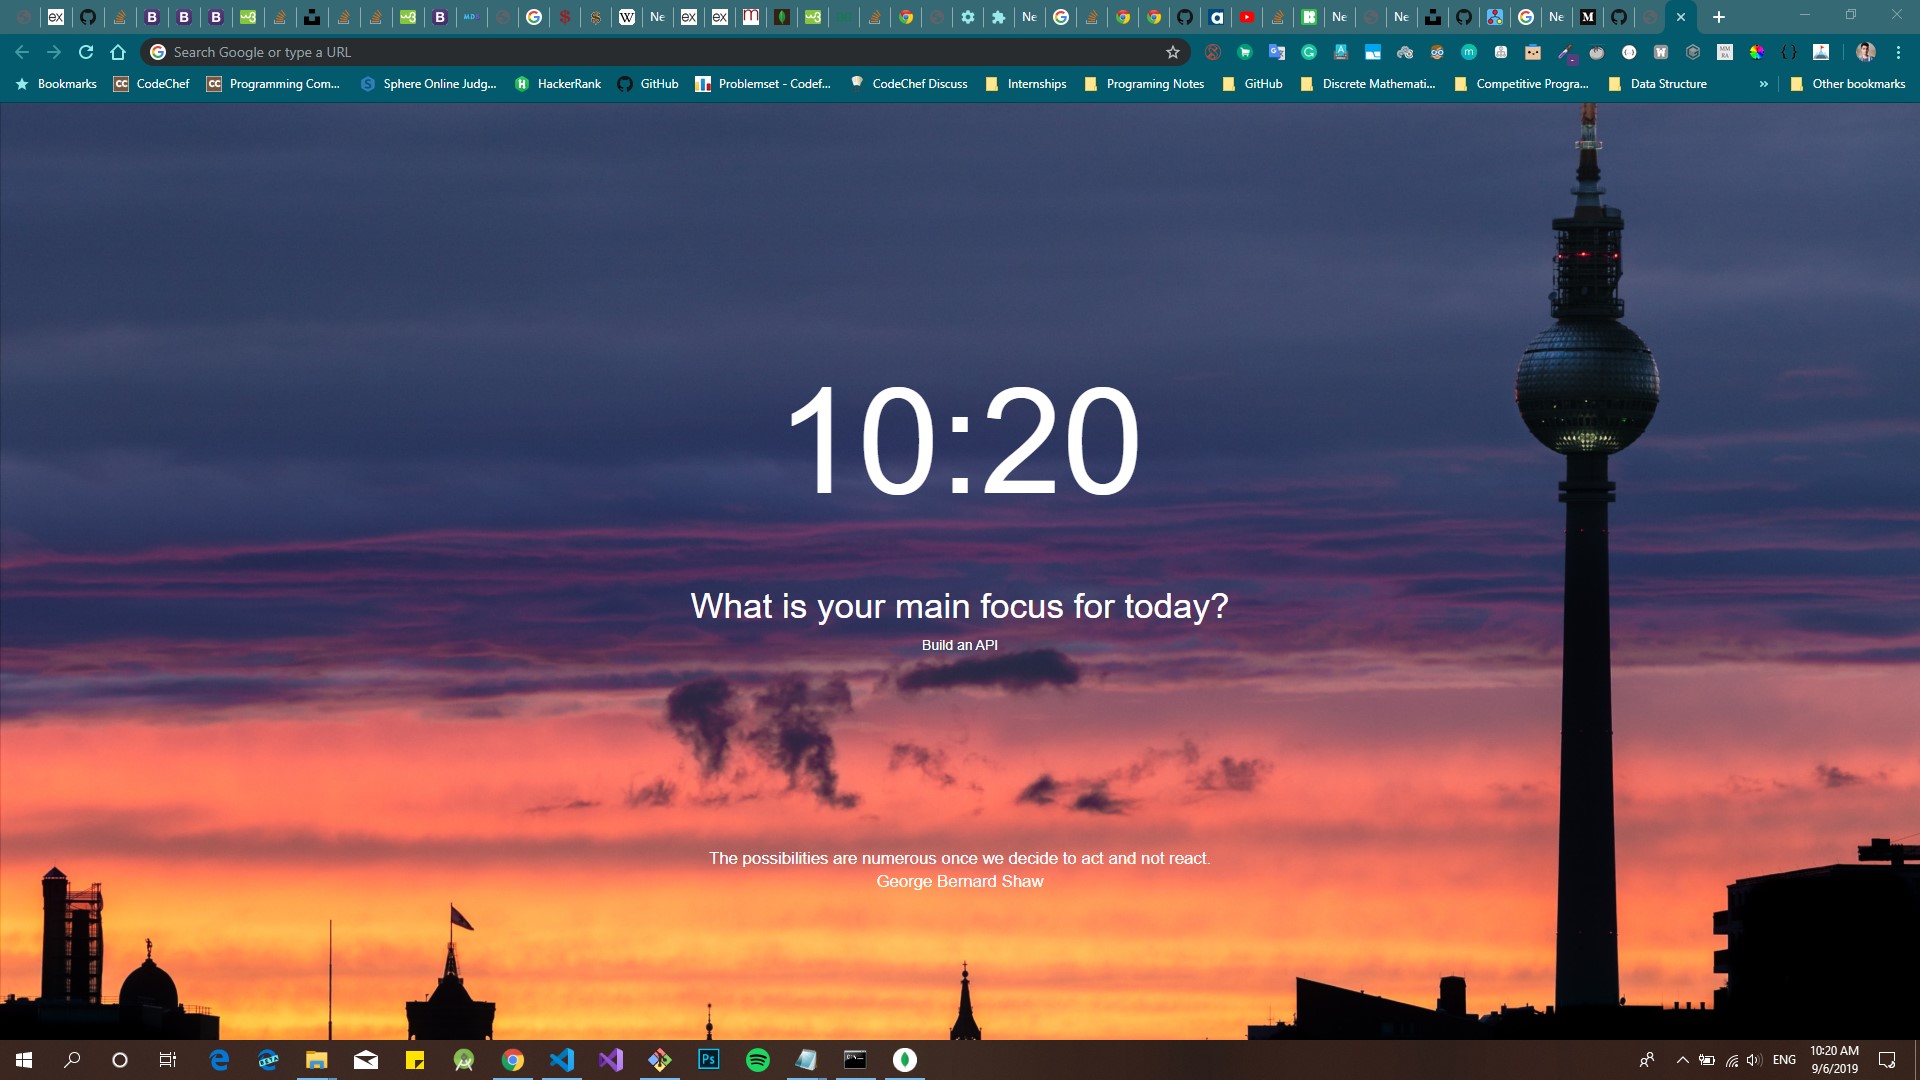 Search Google or type a URL
Bookmarks
CodeChef
Programming Com...
Sphere Online Judg...
HackerRank
GitHub
Problemset - Codef...
CodeChef Discuss
Internships
Programing Notes
GitHub
Discrete Mathemati...
Competitive Progra...
Data Structure
»
Other bookmarks
10:20
What is your main focus for today?
Build an API
The possibilities are numerous once we decide to act and not react.
George Bernard Shaw
ENG
10:20 AM
9/6/2019